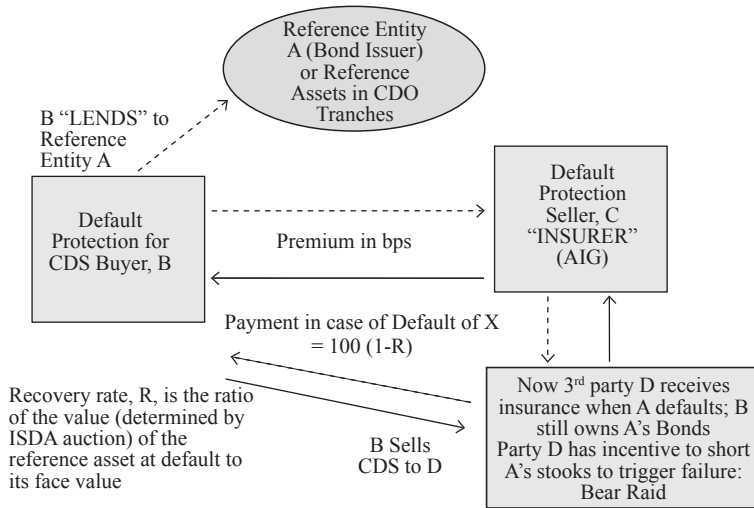 Reference Entity
A (Bond Issuer)
or Reference
Assets in CDO
Tranches
B “LENDS” to
Reference
Entity A
Default
Protection for
CDS Buyer, B
Premium in bps
Default
Protection
Seller, C
“INSURER”
(AIG)
Payment in case of Default of X
= 100 (1-R)
Recovery rate, R, is the ratio
of the value (determined by
ISDA auction) of the
reference asset at default to
its face value
B Sells
CDS to D
Now 3rd party D receives
insurance when A defaults; B
still owns A’s Bonds
Party D has incentive to short
A’s stooks to trigger failure:
Bear Raid